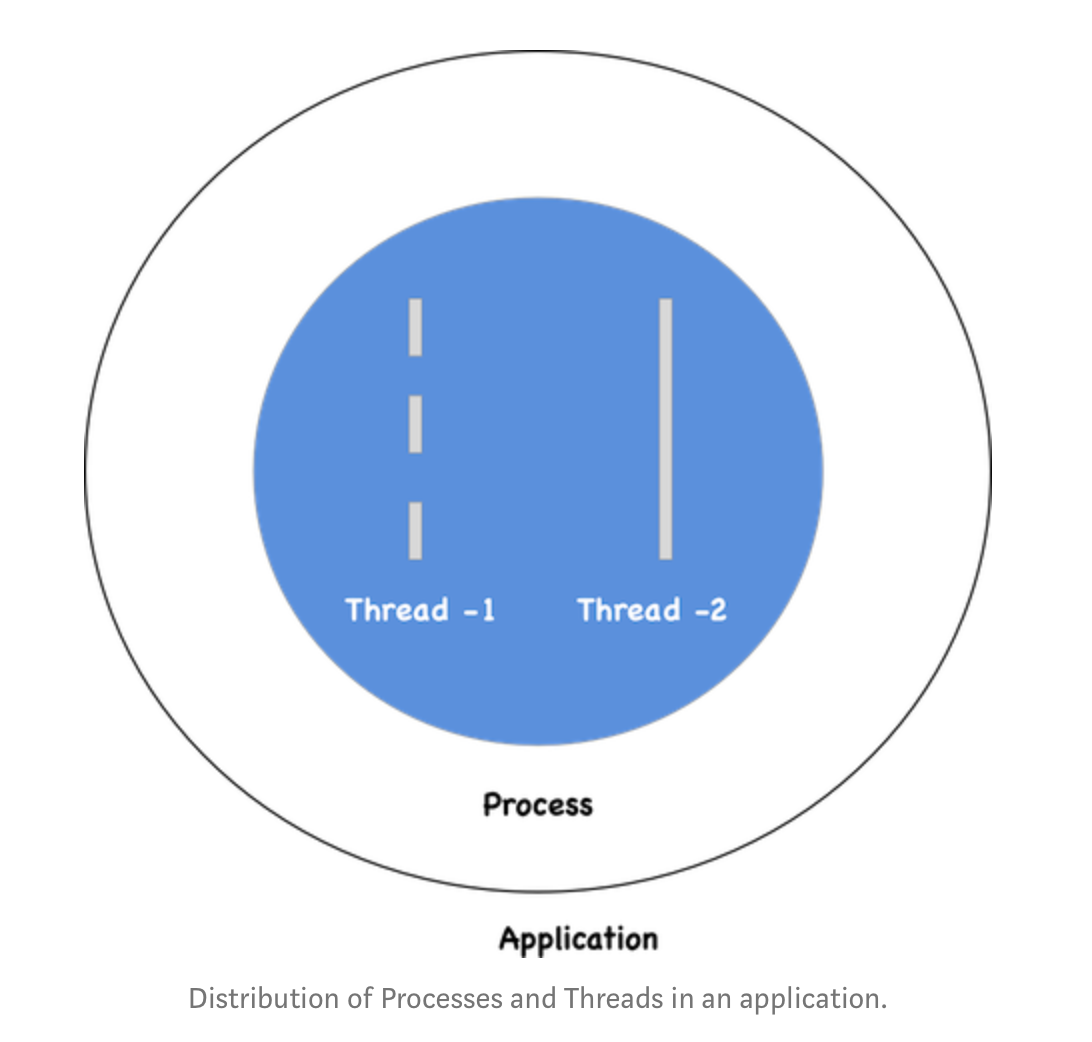 Thread -1
Thread -2
Process
Application
Distribution of Processes and Threads in an application.